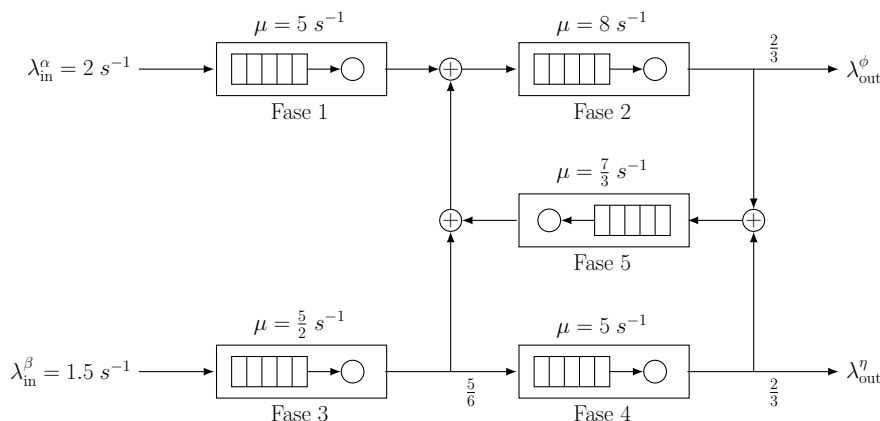 μ = 5 s⁻¹
μ = 8 s⁻¹
λ_in^α = 2 s⁻¹
2/3
λ_out^ϕ
Fase 1
Fase 2
μ = 7/3 s⁻¹
Fase 5
μ = 5/2 s⁻¹
μ = 5 s⁻¹
λ_in^β = 1.5 s⁻¹
5/6
2/3
λ_out^η
Fase 3
Fase 4